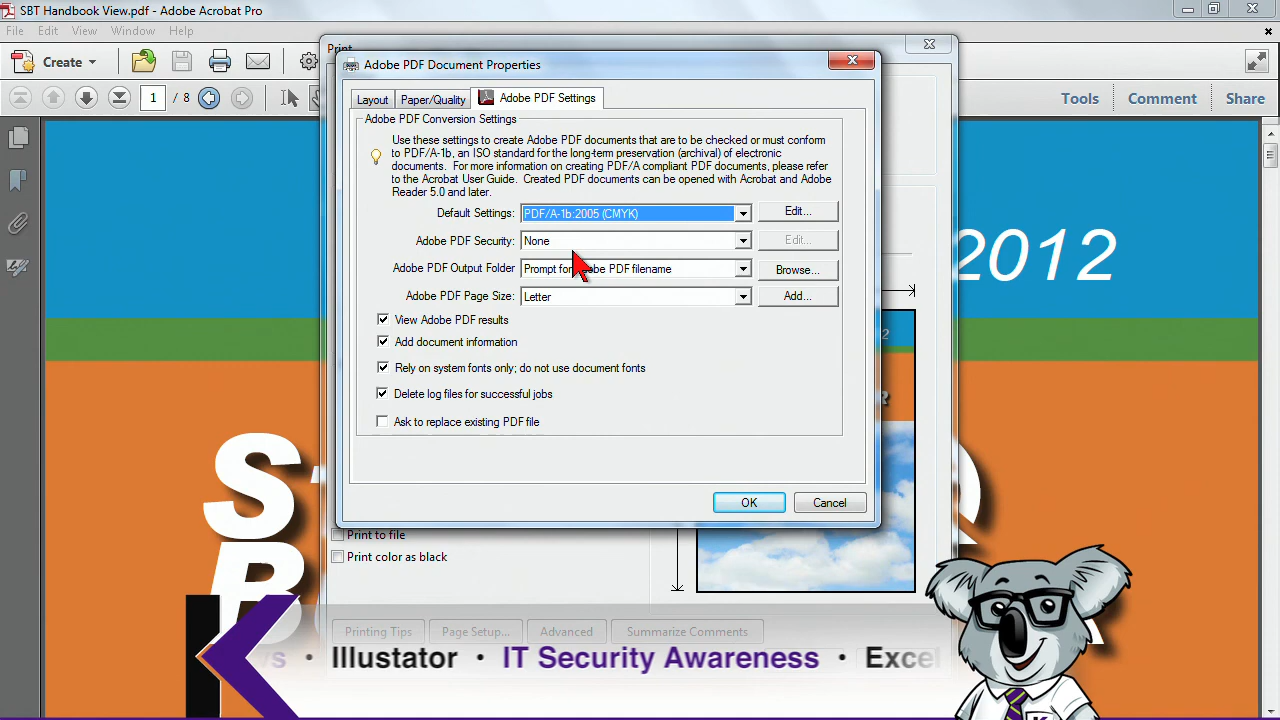 SBT Handbook View.pdf - Adobe Acrobat Pro
File Edit View Window Help
Create
1 / 8
Tools Comment Share
Print
Adobe PDF Document Properties
Layout Paper/Quality Adobe PDF Settings
Adobe PDF Conversion Settings
Use these settings to create Adobe PDF documents that are to be checked or must conform
to PDF/A-1b, an ISO standard for the long-term preservation (archival) of electronic
documents. For more information on creating PDF/A compliant PDF documents, please refer
to the Acrobat User Guide. Created PDF documents can be opened with Acrobat and Adobe
Reader 5.0 and later.
Default Settings: PDF/A-1b:2005 (CMYK) Edit...
Adobe PDF Security: None Edit...
Adobe PDF Output Folder Prompt for Adobe PDF filename Browse...
Adobe PDF Page Size: Letter Add...
View Adobe PDF results
Add document information
Rely on system fonts only; do not use document fonts
Delete log files for successful jobs
Ask to replace existing PDF file
OK Cancel
2012
Print to file
Print color as black
Printing Tips Page Setup... Advanced Summarize Comments
• Illustator • IT Security Awareness • Excel